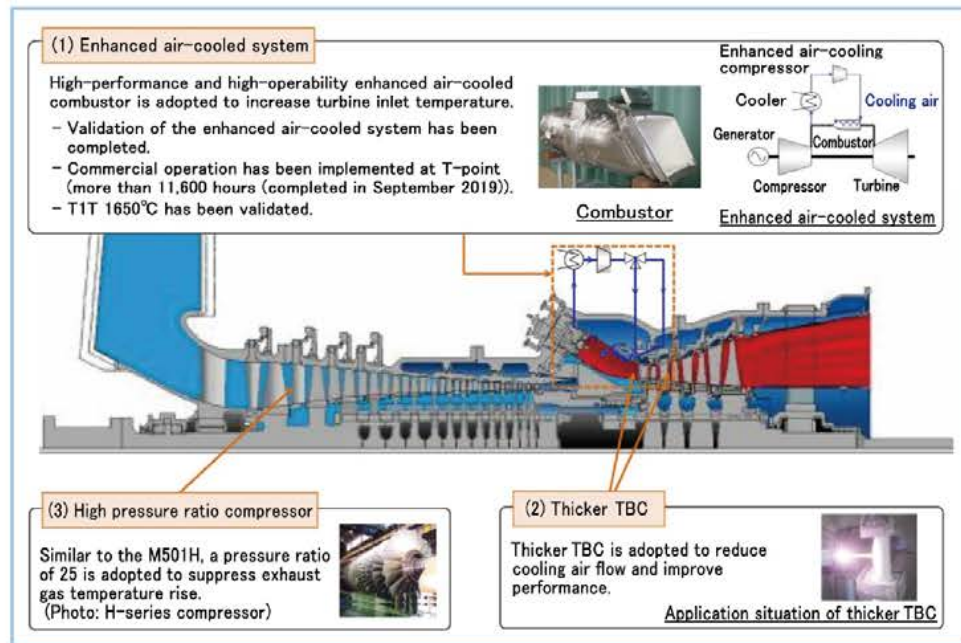 (1) Enhanced air-cooled system
High-performance and high-operability enhanced air-cooled
combustor is adopted to increase turbine inlet temperature.
- Validation of the enhanced air-cooled system has been
completed.
- Commercial operation has been implemented at T-point
(more than 11,600 hours (completed in September 2019)).
- T1T 1650℃ has been validated.
Combustor
Enhanced air-cooling
compressor
Cooler
Cooling air
Generator
Combustor
Compressor
Turbine
Enhanced air-cooled system
(3) High pressure ratio compressor
Similar to the M501H, a pressure ratio
of 25 is adopted to suppress exhaust
gas temperature rise.
(Photo: H-series compressor)
(2) Thicker TBC
Thicker TBC is adopted to reduce
cooling air flow and improve
performance.
Application situation of thicker TBC